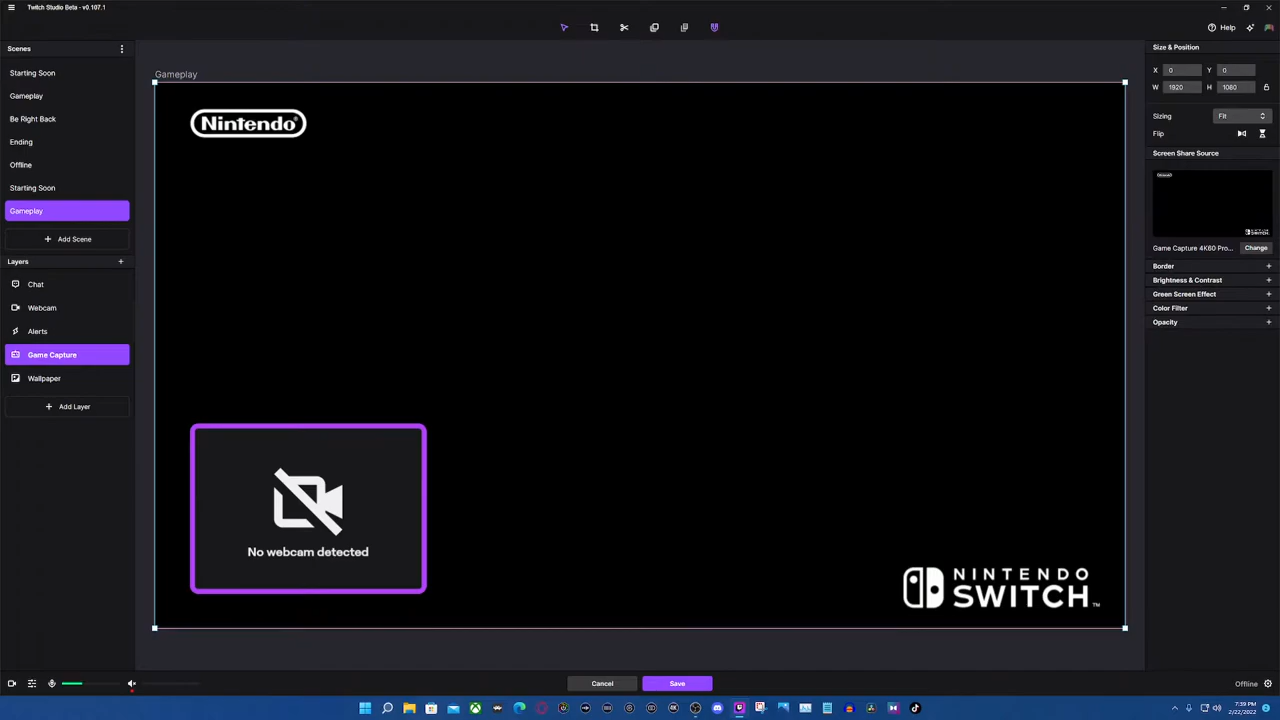 Twitch Studio Beta - v0.107.1
Help
Scenes
Starting Soon
Gameplay
Be Right Back
Ending
Offline
Starting Soon
Gameplay
+ Add Scene
Layers +
Chat
Webcam
Alerts
Game Capture
Wallpaper
+ Add Layer
Gameplay
Nintendo®
No webcam detected
NINTENDO
SWITCH™
Size & Position
X 0 Y 0
W 1920 H 1080
Sizing Fit
Flip
Screen Share Source
Nintendo
SWITCH
Game Capture 4K60 Pro... Change
Border +
Brightness & Contrast +
Green Screen Effect +
Color Filter +
Opacity +
Cancel Save
Offline
7:39 PM
2/22/2022